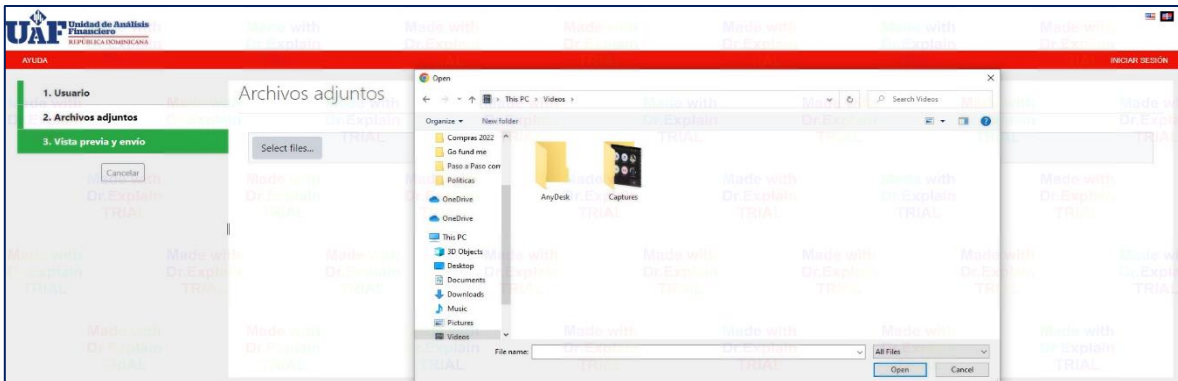 UAF Unidad de Análisis
Financiero
REPÚBLICA DOMINICANA
AYUDA
INICIAR SESIÓN
1. Usuario
2. Archivos adjuntos
3. Vista previa y envío
Cancelar
Archivos adjuntos
Select files...
Open
This PC > Videos >
Search Videos
Organize
New folder
Compras 2022
Go fund me
Paso a Paso com
Politicas
OneDrive
OneDrive
This PC
3D Objects
Desktop
Documents
Downloads
Music
Pictures
Videos
AnyDesk
Captures
File name:
All Files
Open
Cancel
Made with
Dr.Explain
TRIAL